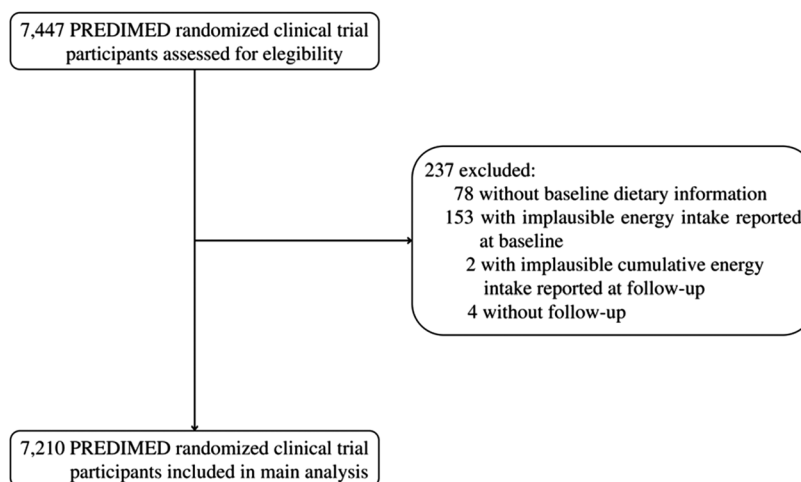 7,447 PREDIMED randomized clinical trial
participants assessed for elegibility
237 excluded:
78 without baseline dietary information
153 with implausible energy intake reported
at baseline
2 with implausible cumulative energy
intake reported at follow-up
4 without follow-up
7,210 PREDIMED randomized clinical trial
participants included in main analysis